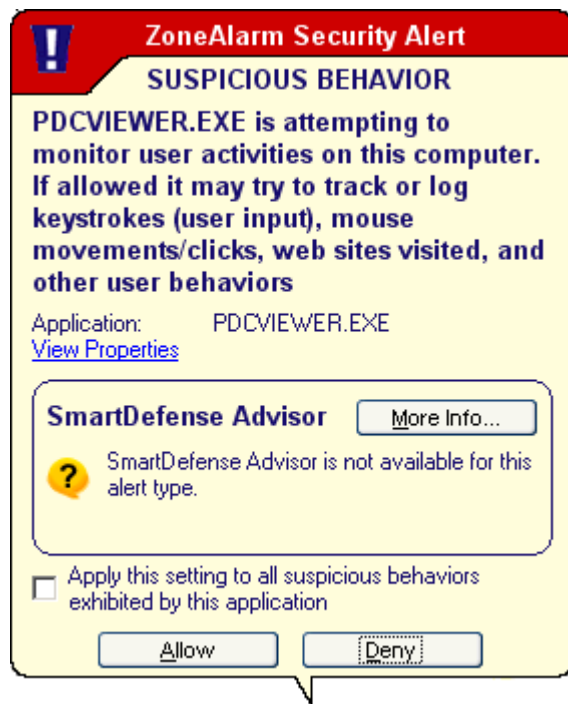 !
ZoneAlarm Security Alert
SUSPICIOUS BEHAVIOR
PDCVIEWER.EXE is attempting to
monitor user activities on this computer.
If allowed it may try to track or log
keystrokes (user input), mouse
movements/clicks, web sites visited, and
other user behaviors
Application: PDCVIEWER.EXE
View Properties
SmartDefense Advisor More Info...
?
SmartDefense Advisor is not available for this
alert type.
Apply this setting to all suspicious behaviors
exhibited by this application
Allow Deny